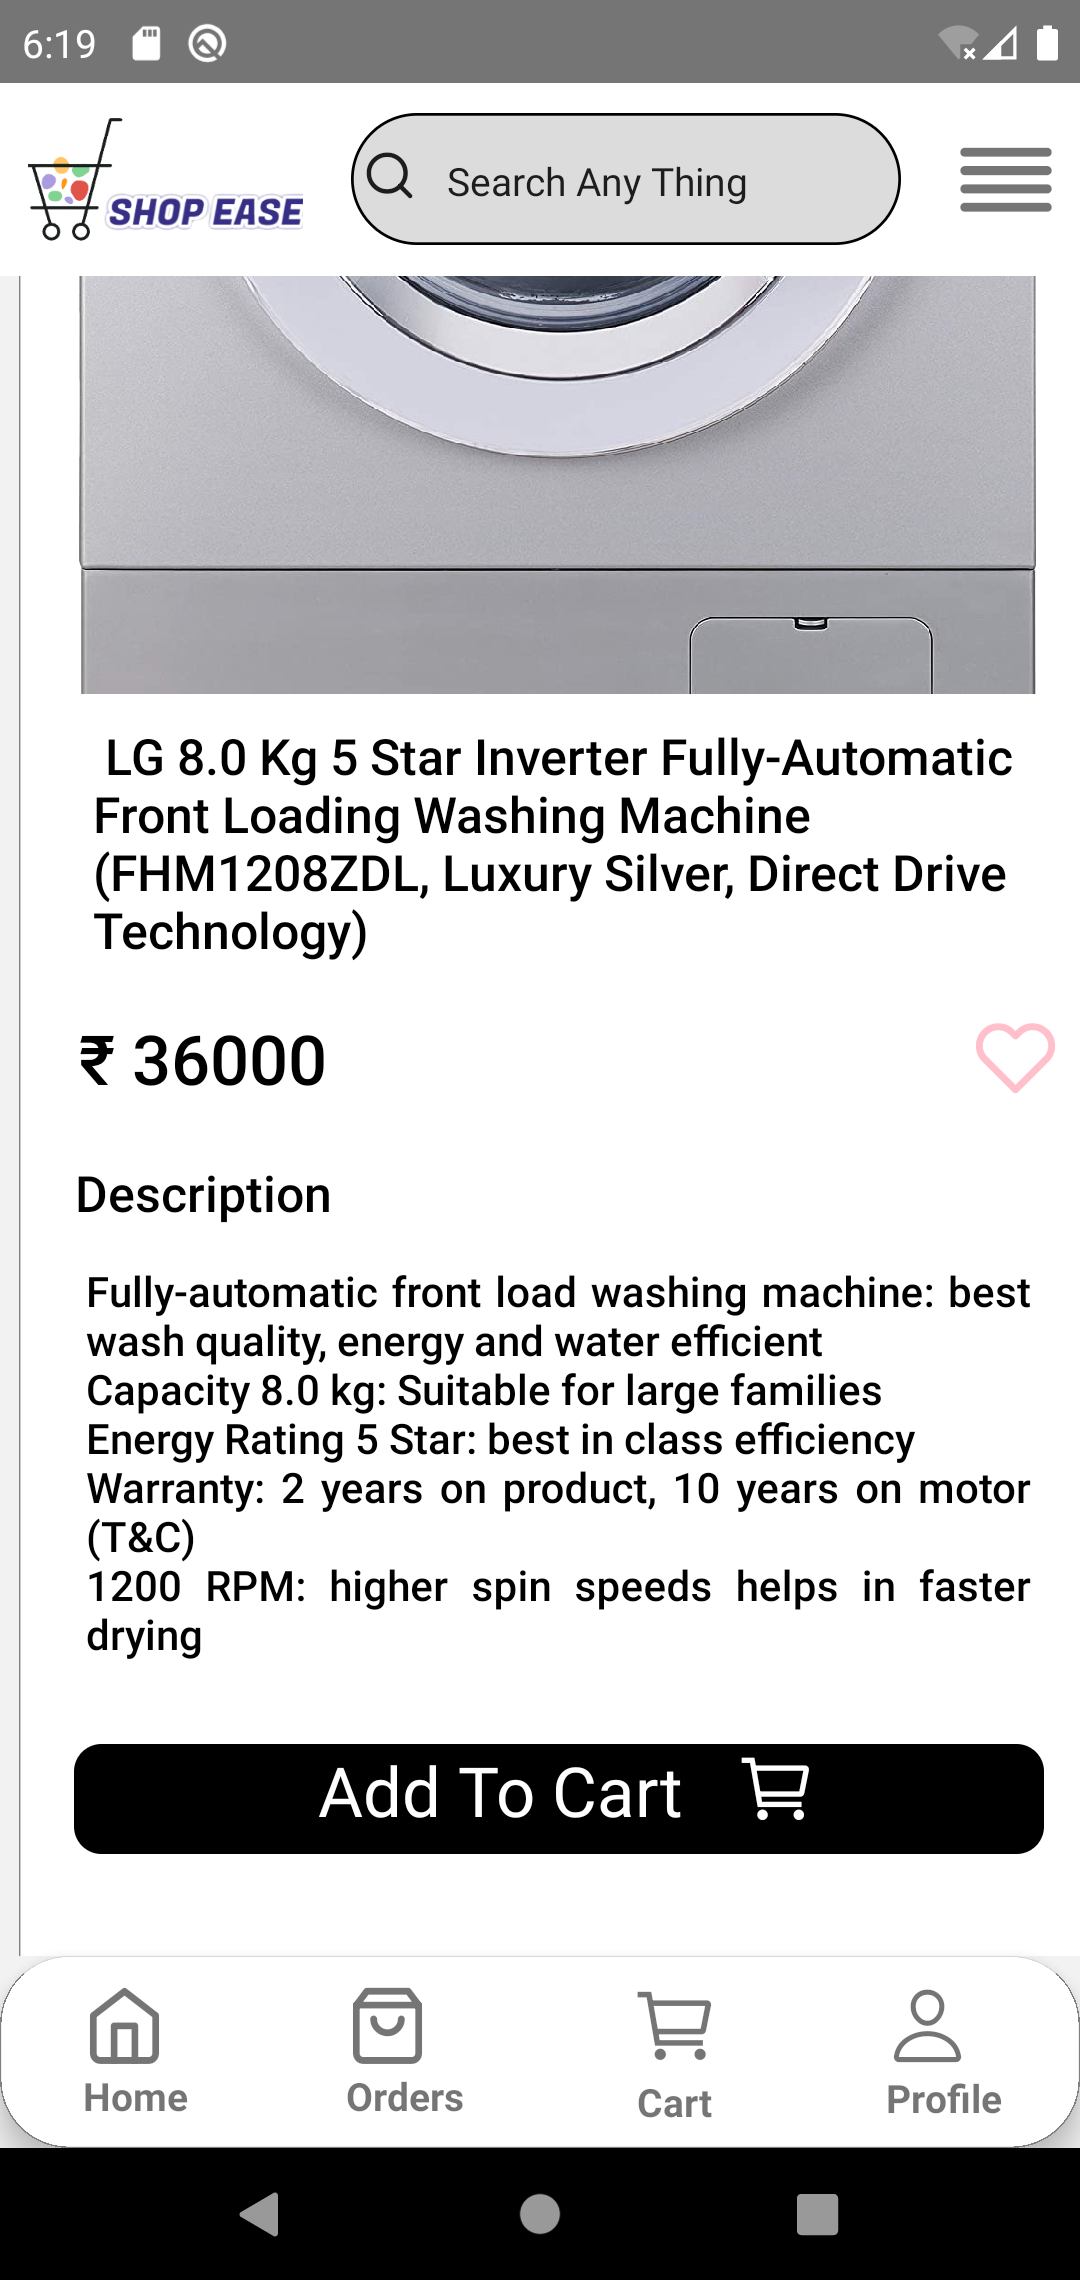 6:19
SHOP EASE
Search Any Thing
LG 8.0 Kg 5 Star Inverter Fully-Automatic
Front Loading Washing Machine
(FHM1208ZDL, Luxury Silver, Direct Drive
Technology)
₹ 36000
Description
Fully-automatic front load washing machine: best
wash quality, energy and water efficient
Capacity 8.0 kg: Suitable for large families
Energy Rating 5 Star: best in class efficiency
Warranty: 2 years on product, 10 years on motor
(T&C)
1200 RPM: higher spin speeds helps in faster
drying
Add To Cart
Home
Orders
Cart
Profile